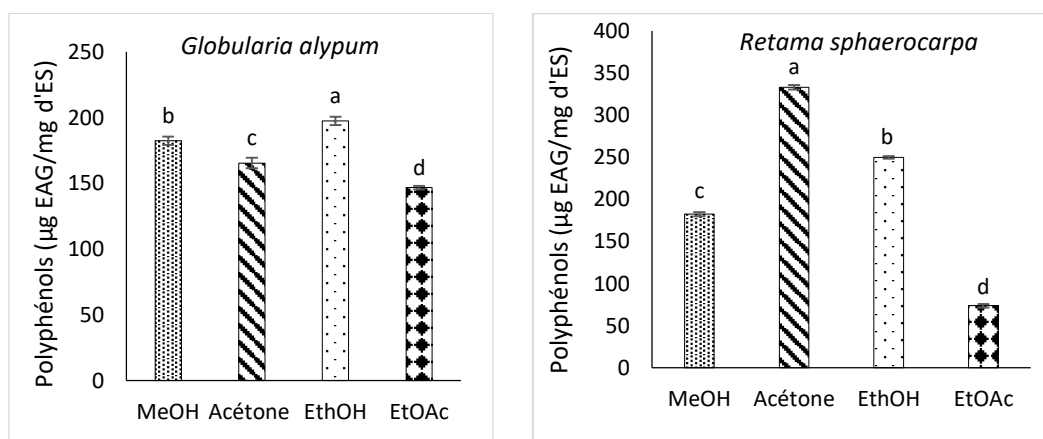 Globularia alypum
Polyphénols (µg EAG/mg d'ES)
250
200
150
100
50
0
b
c
a
d
MeOH Acétone EthOH EtOAc
Retama sphaerocarpa
Polyphénols (µg EAG/mg d'ES)
400
350
300
250
200
150
100
50
0
c
a
b
d
MeOH Acétone EthOH EtOAc